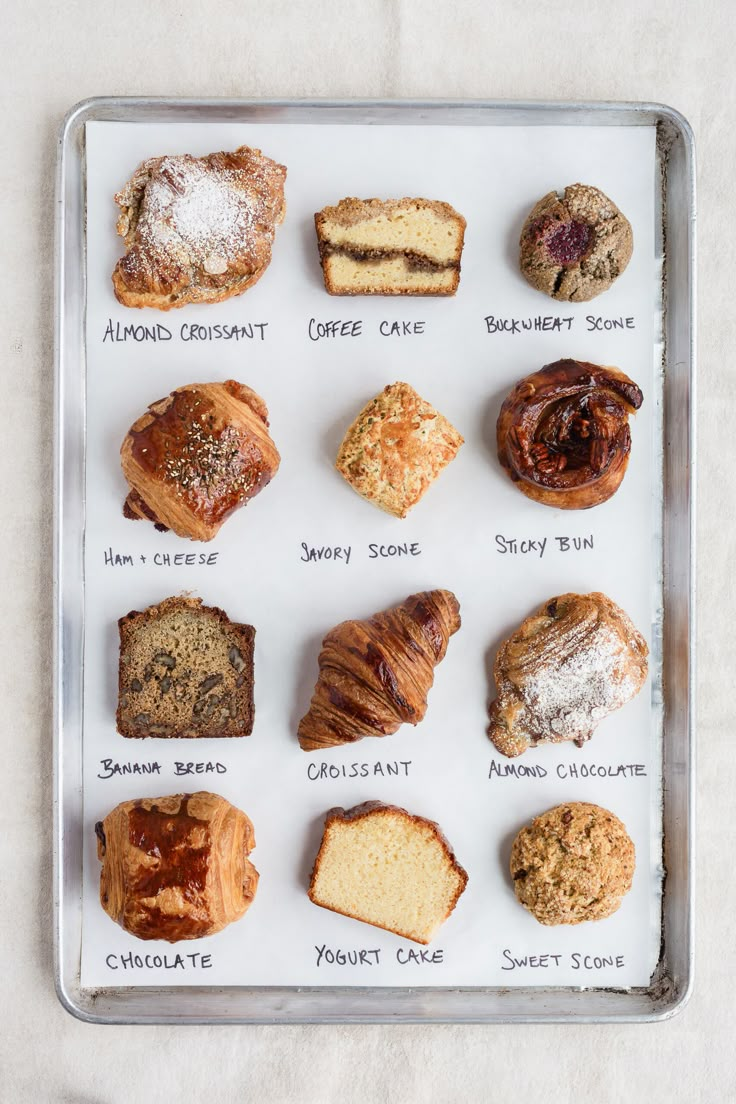 ALMOND CROISSANT
COFFEE CAKE
BUCKWHEAT SCONE
HAM + CHEESE
SAVORY SCONE
STICKY BUN
BANANA BREAD
CROISSANT
ALMOND CHOCOLATE
CHOCOLATE
YOGURT CAKE
SWEET SCONE